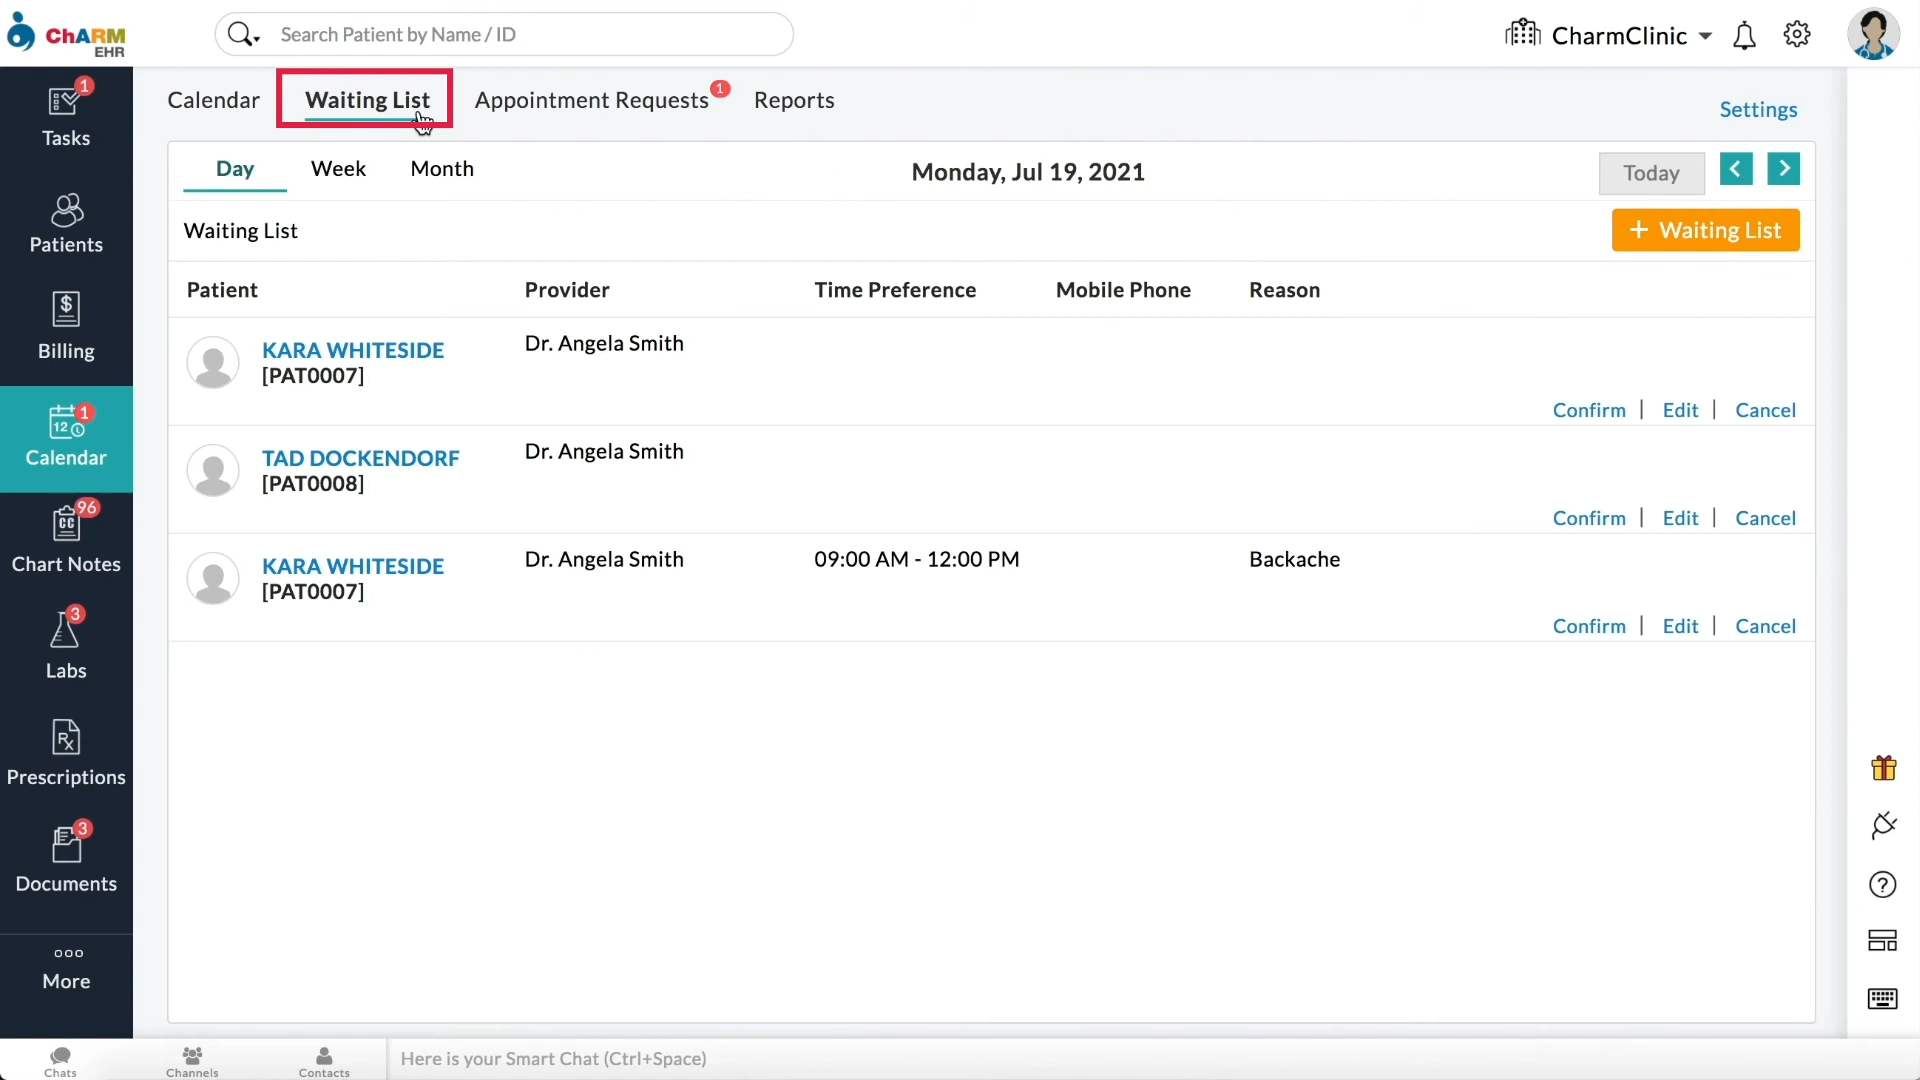 ChARM
EHR
Search Patient by Name / ID
CharmClinic
1
Tasks
Patients
$
Billing
12
1
Calendar
CC
96
Chart Notes
3
Labs
Rx
Prescriptions
3
Documents
More
Calendar
Waiting List
Appointment Requests 1
Reports
Settings
Day
Week
Month
Monday, Jul 19, 2021
Today
Waiting List
+ Waiting List
Patient Provider Time Preference Mobile Phone Reason
KARA WHITESIDE Dr. Angela Smith
[PAT0007]
Confirm | Edit | Cancel
TAD DOCKENDORF Dr. Angela Smith
[PAT0008]
Confirm | Edit | Cancel
KARA WHITESIDE Dr. Angela Smith 09:00 AM - 12:00 PM Backache
[PAT0007]
Confirm | Edit | Cancel
?
Chats
Channels
Contacts
Here is your Smart Chat (Ctrl+Space)